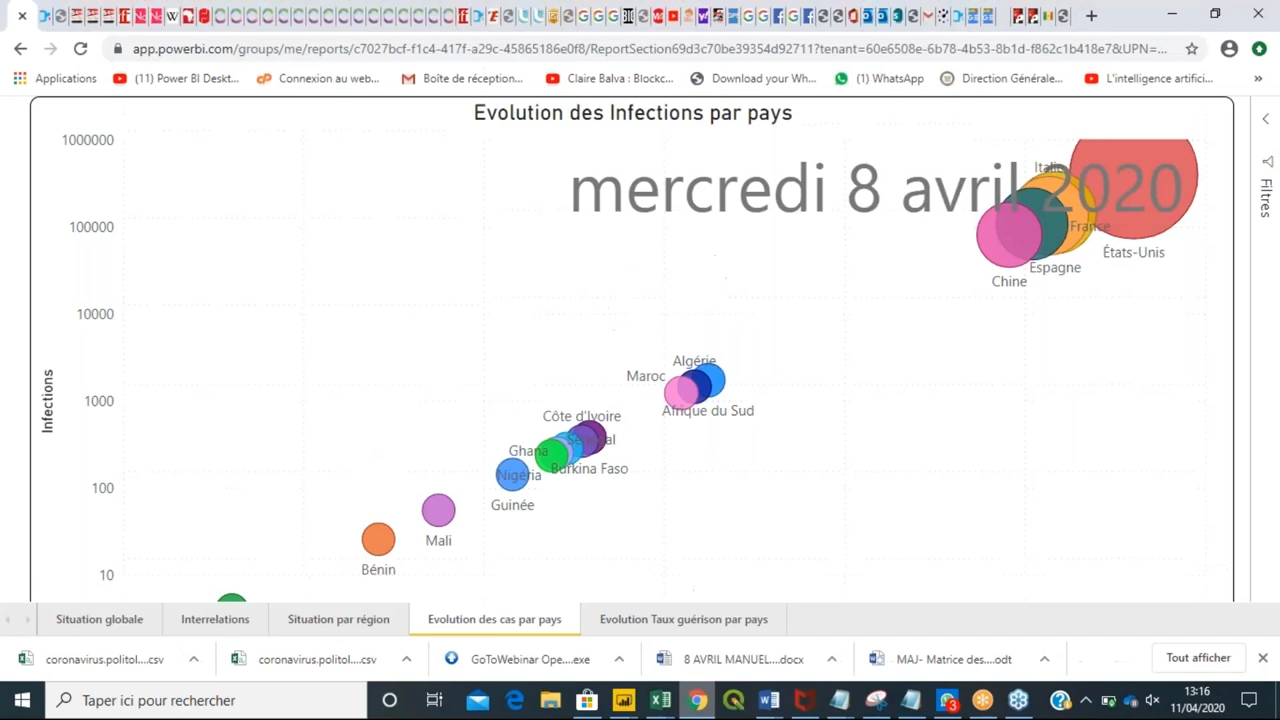 app.powerbi.com/groups/me/reports/c7027bcf-f1c4-417f-a29c-45865186e0f8/ReportSection69d3c70be39354d92711?tenant=60e6508e-6b78-4b53-8b1d-f862c1b418e7&UPN=...
Applications (11) Power BI Deskt... Connexion au web... Boîte de réception... Claire Balva : Blockc... Download your Wh... (1) WhatsApp Direction Générale... L'intelligence artifici... »
Evolution des Infections par pays
1000000
mercredi 8 avril 2020
Italie
100000
France
États-Unis
Espagne
Chine
10000
Filtres
Infections
Algérie
Maroc
1000
Afrique du Sud
Côte d'Ivoire
Sénégal
Ghana
Burkina Faso
Nigéria
100
Guinée
Mali
Bénin
10
Situation globale Interrelations Situation par région Evolution des cas par pays Evolution Taux guérison par pays
coronavirus.politol....csv coronavirus.politol....csv GoToWebinar Ope....exe 8 AVRIL MANUEL....docx MAJ- Matrice des....odt Tout afficher
Taper ici pour rechercher
13:16
11/04/2020